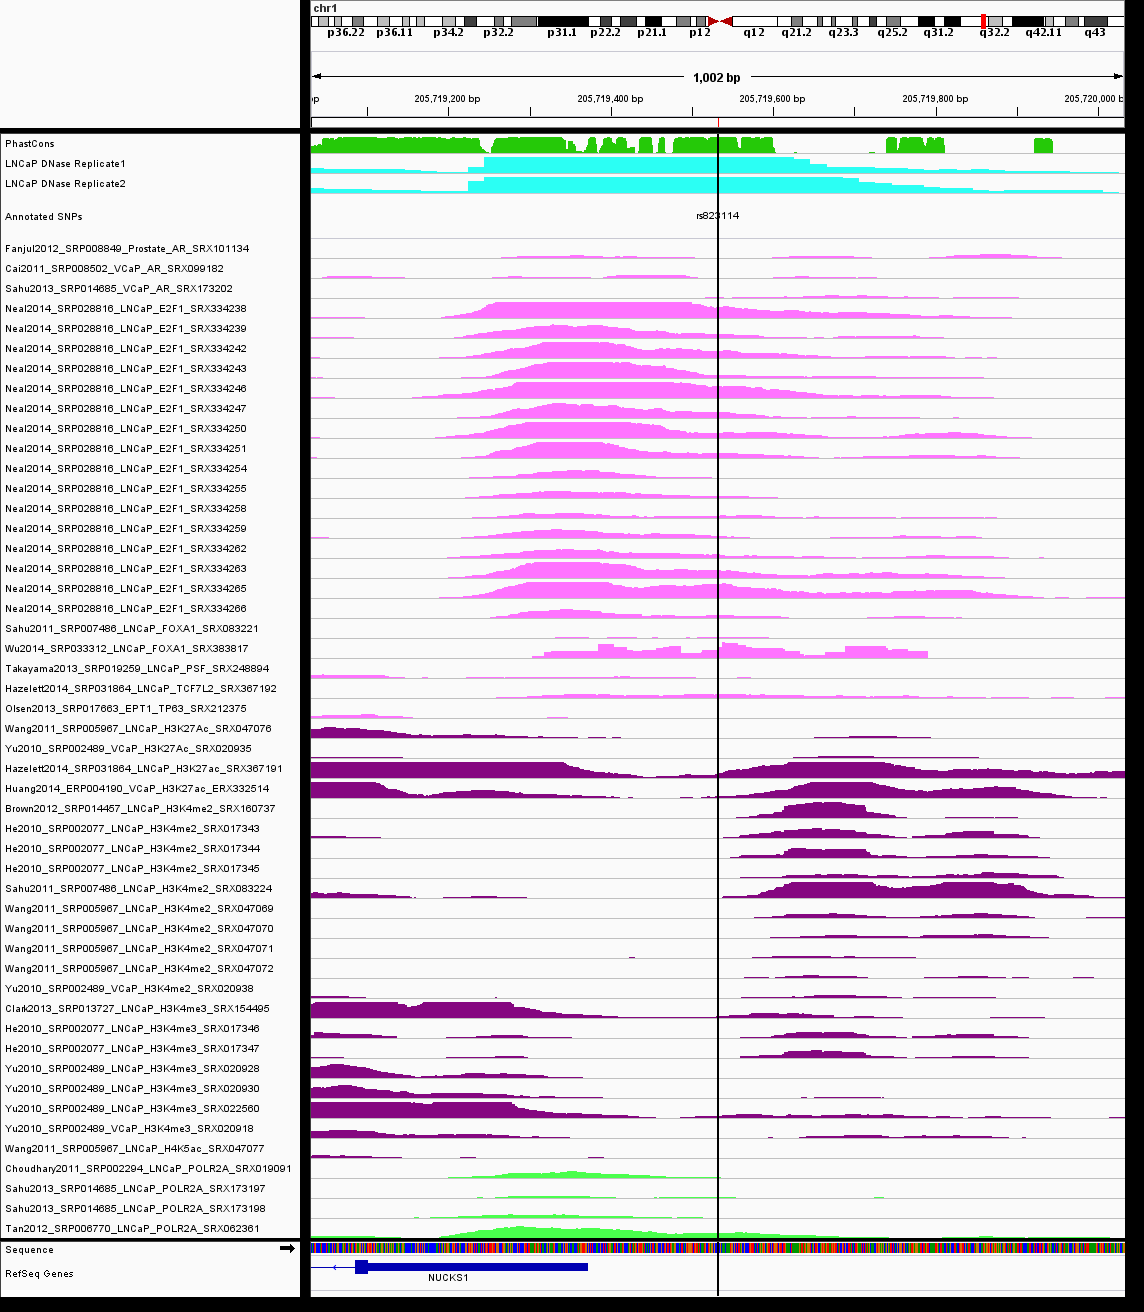 chr1
p36.22 p36.11 p34.2 p32.2 p31.1 p22.2 p21.1 p12 q12 q21.2 q23.3 q25.2 q31.2 q32.2 q42.11 q43
1,002 bp
p 205,719,200 bp 205,719,400 bp 205,719,600 bp 205,719,800 bp 205,720,000 b
PhastCons
LNCaP DNase Replicate1
LNCaP DNase Replicate2
Annotated SNPs rs823114
Fanjul2012_SRP008849_Prostate_AR_SRX101134
Cai2011_SRP008502_VCaP_AR_SRX099182
Sahu2013_SRP014685_VCaP_AR_SRX173202
Neal2014_SRP028816_LNCaP_E2F1_SRX334238
Neal2014_SRP028816_LNCaP_E2F1_SRX334239
Neal2014_SRP028816_LNCaP_E2F1_SRX334242
Neal2014_SRP028816_LNCaP_E2F1_SRX334243
Neal2014_SRP028816_LNCaP_E2F1_SRX334246
Neal2014_SRP028816_LNCaP_E2F1_SRX334247
Neal2014_SRP028816_LNCaP_E2F1_SRX334250
Neal2014_SRP028816_LNCaP_E2F1_SRX334251
Neal2014_SRP028816_LNCaP_E2F1_SRX334254
Neal2014_SRP028816_LNCaP_E2F1_SRX334255
Neal2014_SRP028816_LNCaP_E2F1_SRX334258
Neal2014_SRP028816_LNCaP_E2F1_SRX334259
Neal2014_SRP028816_LNCaP_E2F1_SRX334262
Neal2014_SRP028816_LNCaP_E2F1_SRX334263
Neal2014_SRP028816_LNCaP_E2F1_SRX334265
Neal2014_SRP028816_LNCaP_E2F1_SRX334266
Sahu2011_SRP007486_LNCaP_FOXA1_SRX083221
Wu2014_SRP033312_LNCaP_FOXA1_SRX383817
Takayama2013_SRP019259_LNCaP_PSF_SRX248894
Hazelett2014_SRP031864_LNCaP_TCF7L2_SRX367192
Olsen2013_SRP017663_EPT1_TP63_SRX212375
Wang2011_SRP005967_LNCaP_H3K27Ac_SRX047076
Yu2010_SRP002489_VCaP_H3K27Ac_SRX020935
Hazelett2014_SRP031864_LNCaP_H3K27ac_SRX367191
Huang2014_ERP004190_VCaP_H3K27ac_ERX332514
Brown2012_SRP014457_LNCaP_H3K4me2_SRX160737
He2010_SRP002077_LNCaP_H3K4me2_SRX017343
He2010_SRP002077_LNCaP_H3K4me2_SRX017344
He2010_SRP002077_LNCaP_H3K4me2_SRX017345
Sahu2011_SRP007486_LNCaP_H3K4me2_SRX083224
Wang2011_SRP005967_LNCaP_H3K4me2_SRX047069
Wang2011_SRP005967_LNCaP_H3K4me2_SRX047070
Wang2011_SRP005967_LNCaP_H3K4me2_SRX047071
Wang2011_SRP005967_LNCaP_H3K4me2_SRX047072
Yu2010_SRP002489_VCaP_H3K4me2_SRX020938
Clark2013_SRP013727_LNCaP_H3K4me3_SRX154495
He2010_SRP002077_LNCaP_H3K4me3_SRX017346
He2010_SRP002077_LNCaP_H3K4me3_SRX017347
Yu2010_SRP002489_LNCaP_H3K4me3_SRX020928
Yu2010_SRP002489_LNCaP_H3K4me3_SRX020930
Yu2010_SRP002489_LNCaP_H3K4me3_SRX022560
Yu2010_SRP002489_VCaP_H3K4me3_SRX020918
Wang2011_SRP005967_LNCaP_H4K5ac_SRX047077
Choudhary2011_SRP002294_LNCaP_POLR2A_SRX019091
Sahu2013_SRP014685_LNCaP_POLR2A_SRX173197
Sahu2013_SRP014685_LNCaP_POLR2A_SRX173198
Tan2012_SRP006770_LNCaP_POLR2A_SRX062361
Sequence
RefSeq Genes
NUCKS1